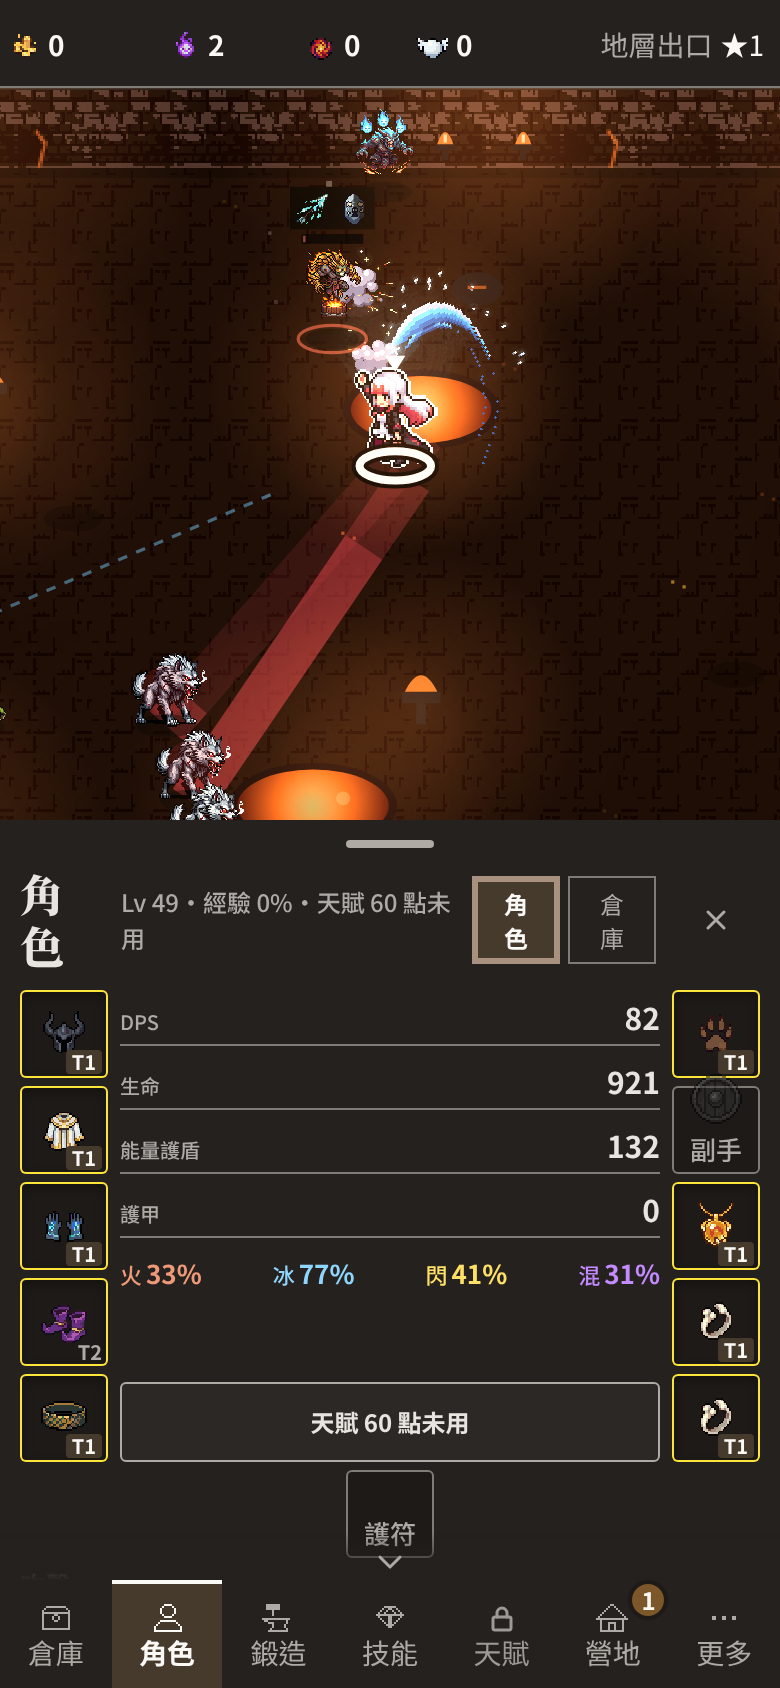 0
2
0
0
地層出口 ★1
角色
Lv 49・經驗 0%・天賦 60 點未用
角色
倉庫
T1
DPS 82
T1
T1
生命 921
副手
T1
能量護盾 132
T1
T1
護甲 0
T2
火 33% 冰 77% 閃 41% 混 31%
T1
T1
天賦 60 點未用
T1
護符
1
倉庫
角色
鍛造
技能
天賦
營地
更多